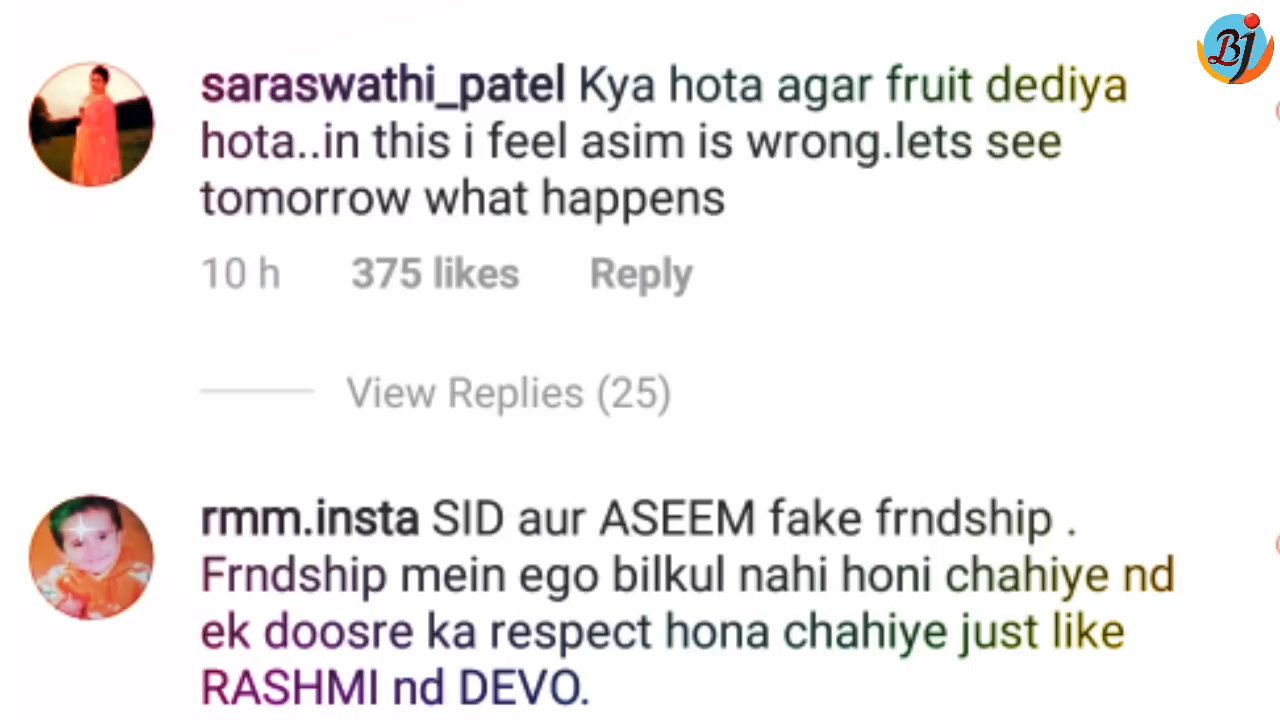 BJ
saraswathi_patel Kya hota agar fruit dediya
hota..in this i feel asim is wrong.lets see
tomorrow what happens
10 h 375 likes Reply
View Replies (25)
rmm.insta SID aur ASEEM fake frndship .
Frndship mein ego bilkul nahi honi chahiye nd
ek doosre ka respect hona chahiye just like
RASHMI nd DEVO.